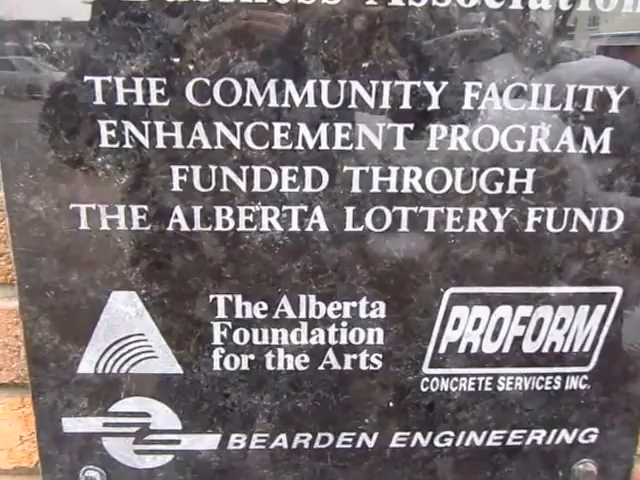 Business Association
THE COMMUNITY FACILITY
ENHANCEMENT PROGRAM
FUNDED THROUGH
THE ALBERTA LOTTERY FUND
The Alberta
Foundation
for the Arts
PROFORM
CONCRETE SERVICES INC.
BEARDEN ENGINEERING